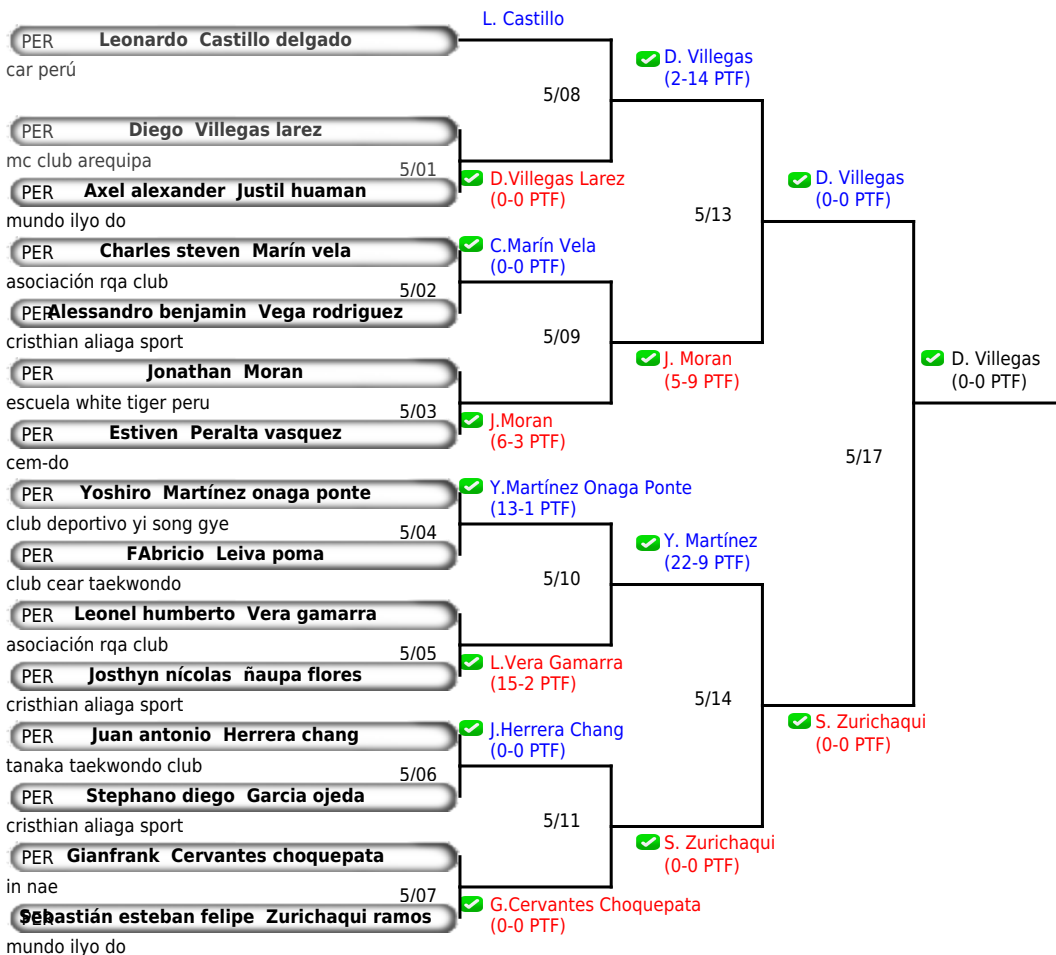 L. Castillo
PER Leonardo Castillo delgado
car perú
D. Villegas
(2-14 PTF)
5/08
PER Diego Villegas larez
mc club arequipa
5/01
PER Axel alexander Justil huaman
mundo ilyo do
D.Villegas Larez
(0-0 PTF)
D. Villegas
(0-0 PTF)
5/13
PER Charles steven Marín vela
asociación rqa club
C.Marín Vela
(0-0 PTF)
5/02
PER Alessandro benjamin Vega rodriguez
cristhian aliaga sport
5/09
PER Jonathan Moran
escuela white tiger peru
J. Moran
(5-9 PTF)
D. Villegas
(0-0 PTF)
5/03
PER Estiven Peralta vasquez
cem-do
J.Moran
(6-3 PTF)
5/17
PER Yoshiro Martínez onaga ponte
club deportivo yi song gye
Y.Martínez Onaga Ponte
(13-1 PTF)
5/04
PER FAbricio Leiva poma
club cear taekwondo
Y. Martínez
(22-9 PTF)
5/10
PER Leonel humberto Vera gamarra
asociación rqa club
5/05
PER Josthyn nícolas ñaupa flores
cristhian aliaga sport
L.Vera Gamarra
(15-2 PTF)
5/14
S. Zurichaqui
(0-0 PTF)
PER Juan antonio Herrera chang
tanaka taekwondo club
J.Herrera Chang
(0-0 PTF)
5/06
PER Stephano diego Garcia ojeda
cristhian aliaga sport
5/11
S. Zurichaqui
(0-0 PTF)
PER Gianfrank Cervantes choquepata
in nae
5/07
PER Sebastián esteban felipe Zurichaqui ramos
mundo ilyo do
G.Cervantes Choquepata
(0-0 PTF)